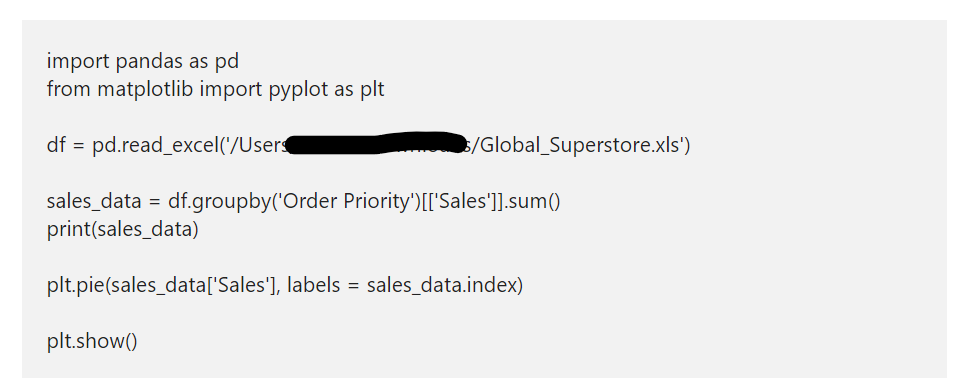 import pandas as pd
from matplotlib import pyplot as plt
df = pd.read_excel('/Users /Global_Superstore.xls')
sales_data = df.groupby('Order Priority')[['Sales']].sum()
print(sales_data)
plt.pie(sales_data['Sales'], labels = sales_data.index)
plt.show()